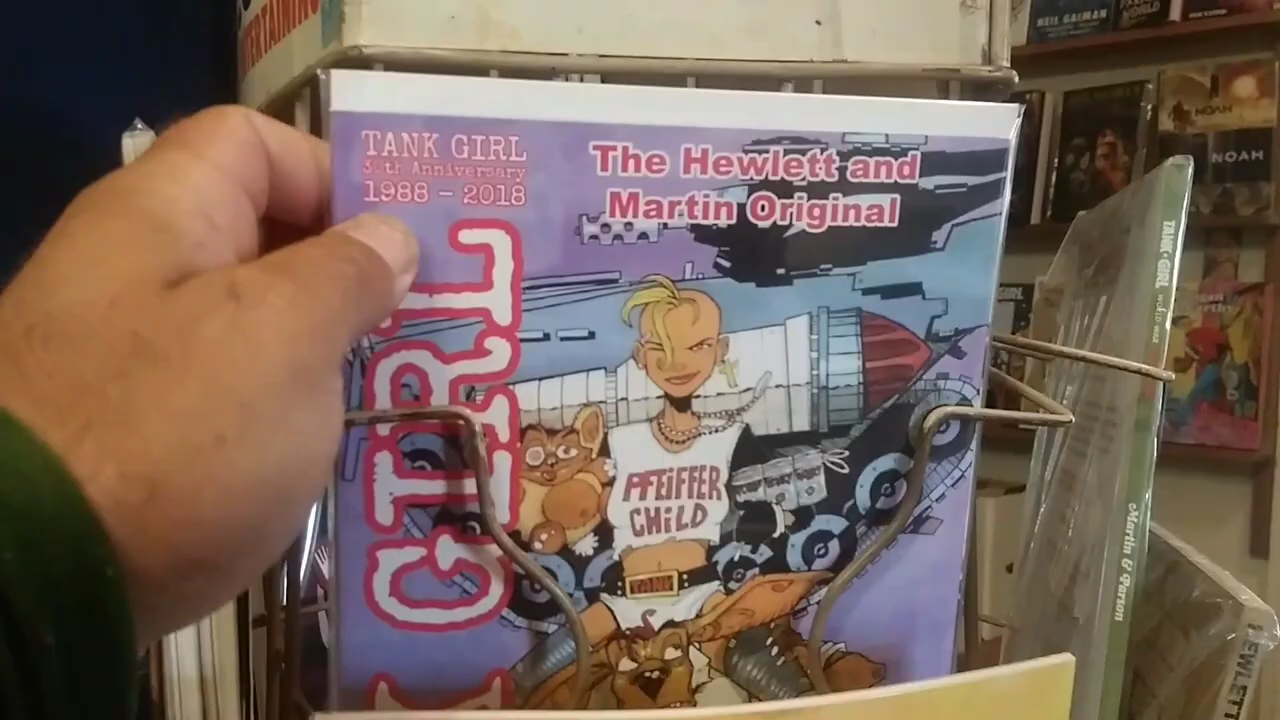 ENTERTAINING
NEIL GAIMAN
TANK GIRL
30th Anniversary
1988 - 2018
The Hewlett and
Martin Original
GIRL
PFEIFFER
CHILD
TANK
NOAH
NOAH
TANK GIRL
Martin & Parson
HEWLETT